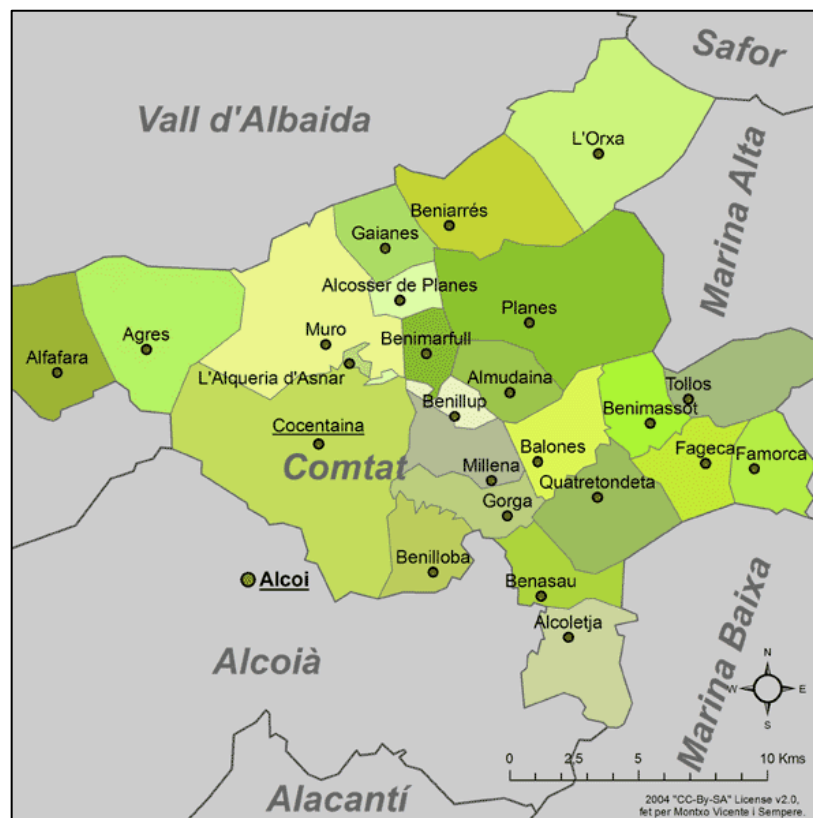 Safor
Vall d'Albaida
L'Orxa
Marina Alta
Beniarrés
Gaianes
Alcosser de Planes
Planes
Muro
Benimarfull
Agres
Alfafara
L'Alqueria d'Asnar
Almudaina
Tollos
Benillup
Benimassot
Cocentaina
Comtat
Balones
Fageca
Famorca
Millena
Quatretondeta
Gorga
Benilloba
Alcoi
Benasau
Alcoletja
Alcoià
Marina Baixa
N
W
E
S
0 2,5 5 10 Kms
Alacantí
2004 "CC-By-SA" License v2.0,
fet per Montxo Vicente i Sempere.